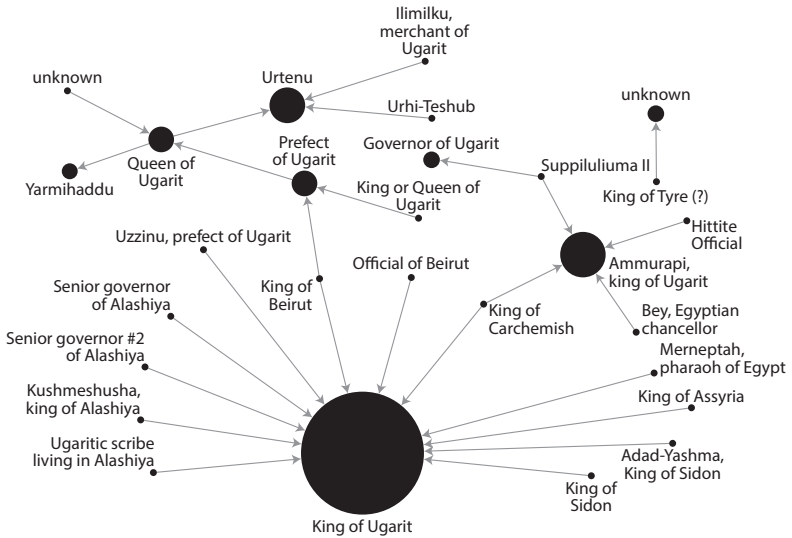 Ilimilku,
merchant of
Ugarit
unknown
Urtenu
unknown
Urhi-Teshub
Governor of Ugarit
Prefect
of Ugarit
Queen of
Ugarit
Suppiluliuma II
Yarmihaddu
King or Queen of
Ugarit
King of Tyre (?)
Hittite
Official
Uzzinu, prefect of Ugarit
Official of Beirut
Ammurapi,
king of Ugarit
Senior governor
of Alashiya
King of
Beirut
King of
Carchemish
Bey, Egyptian
chancellor
Senior governor #2
of Alashiya
Merneptah,
pharaoh of Egypt
Kushmeshusha,
king of Alashiya
King of Assyria
Ugaritic scribe
living in Alashiya
Adad-Yashma,
King of Sidon
King of
Sidon
King of Ugarit